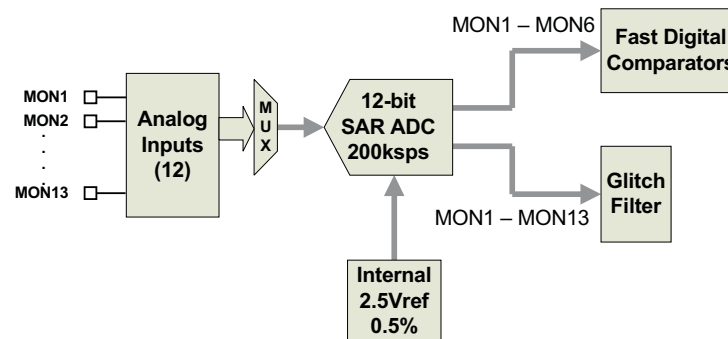 MON1 – MON6
Fast Digital
Comparators
MON1
MON2
.
.
.
.
MON13
Analog
Inputs
(12)
MUX
12-bit
SAR ADC
200ksps
MON1 – MON13
Glitch
Filter
Internal
2.5Vref
0.5%